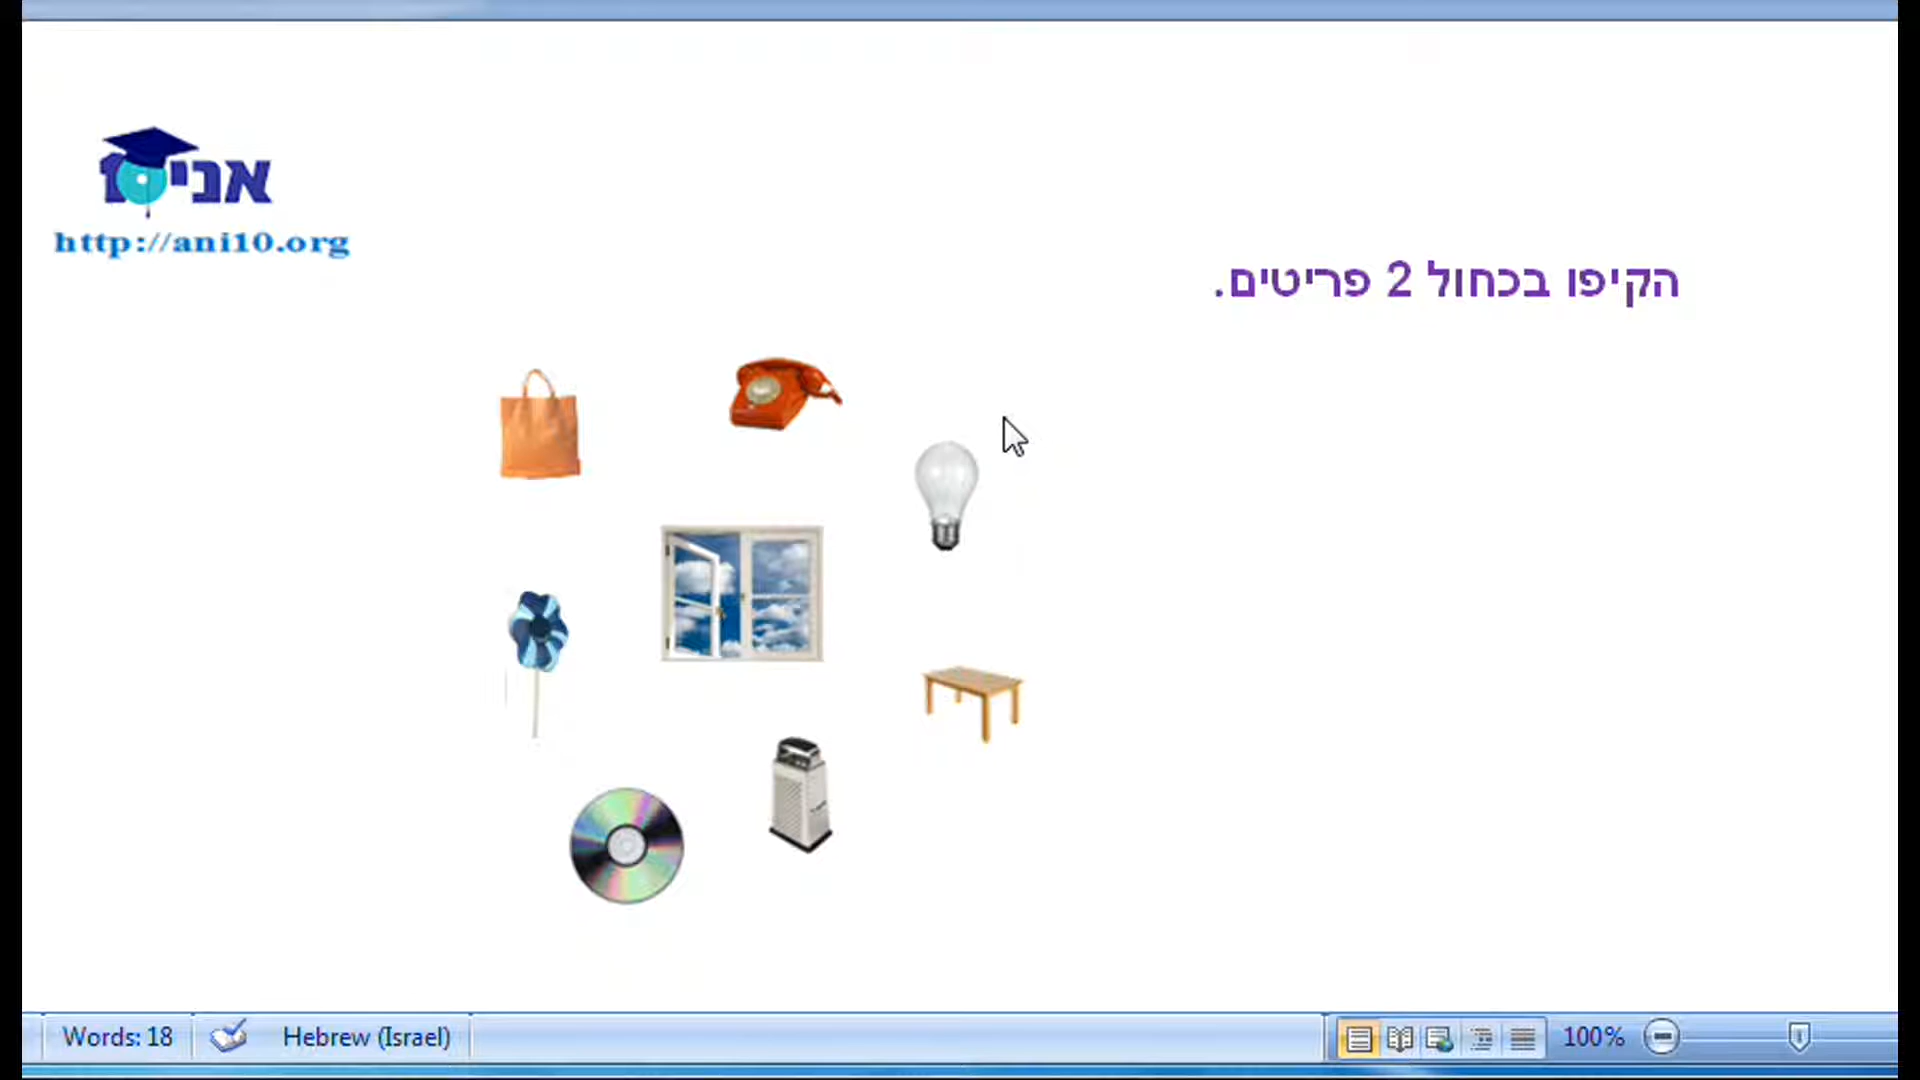 אני10
http://ani10.org
הקיפו בכחול 2 פריטים.
Words: 18
Hebrew (Israel)
100%